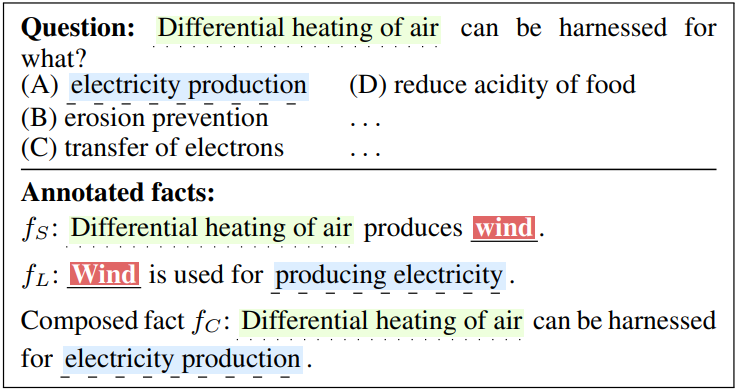 Question: Differential heating of air can be harnessed for
what?
(A) electricity production (D) reduce acidity of food
(B) erosion prevention ...
(C) transfer of electrons ...
Annotated facts:
fS: Differential heating of air produces wind.
fL: Wind is used for producing electricity.
Composed fact fC: Differential heating of air can be harnessed
for electricity production.